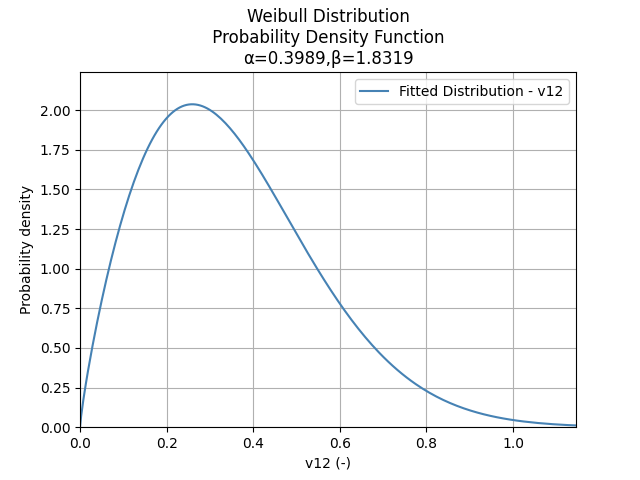 Weibull Distribution
Probability Density Function
α=0.3989,β=1.8319
Fitted Distribution - v12
2.00
1.75
1.50
1.25
1.00
0.75
0.50
0.25
0.00
Probability density
0.0 0.2 0.4 0.6 0.8 1.0
v12 (-)